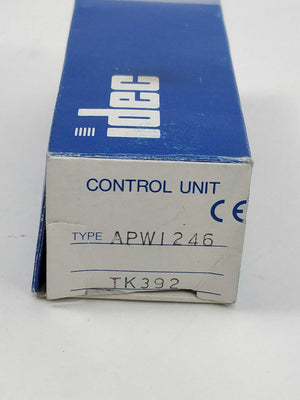 idec
CONTROL UNIT
CE
TYPE APW1246
TK392